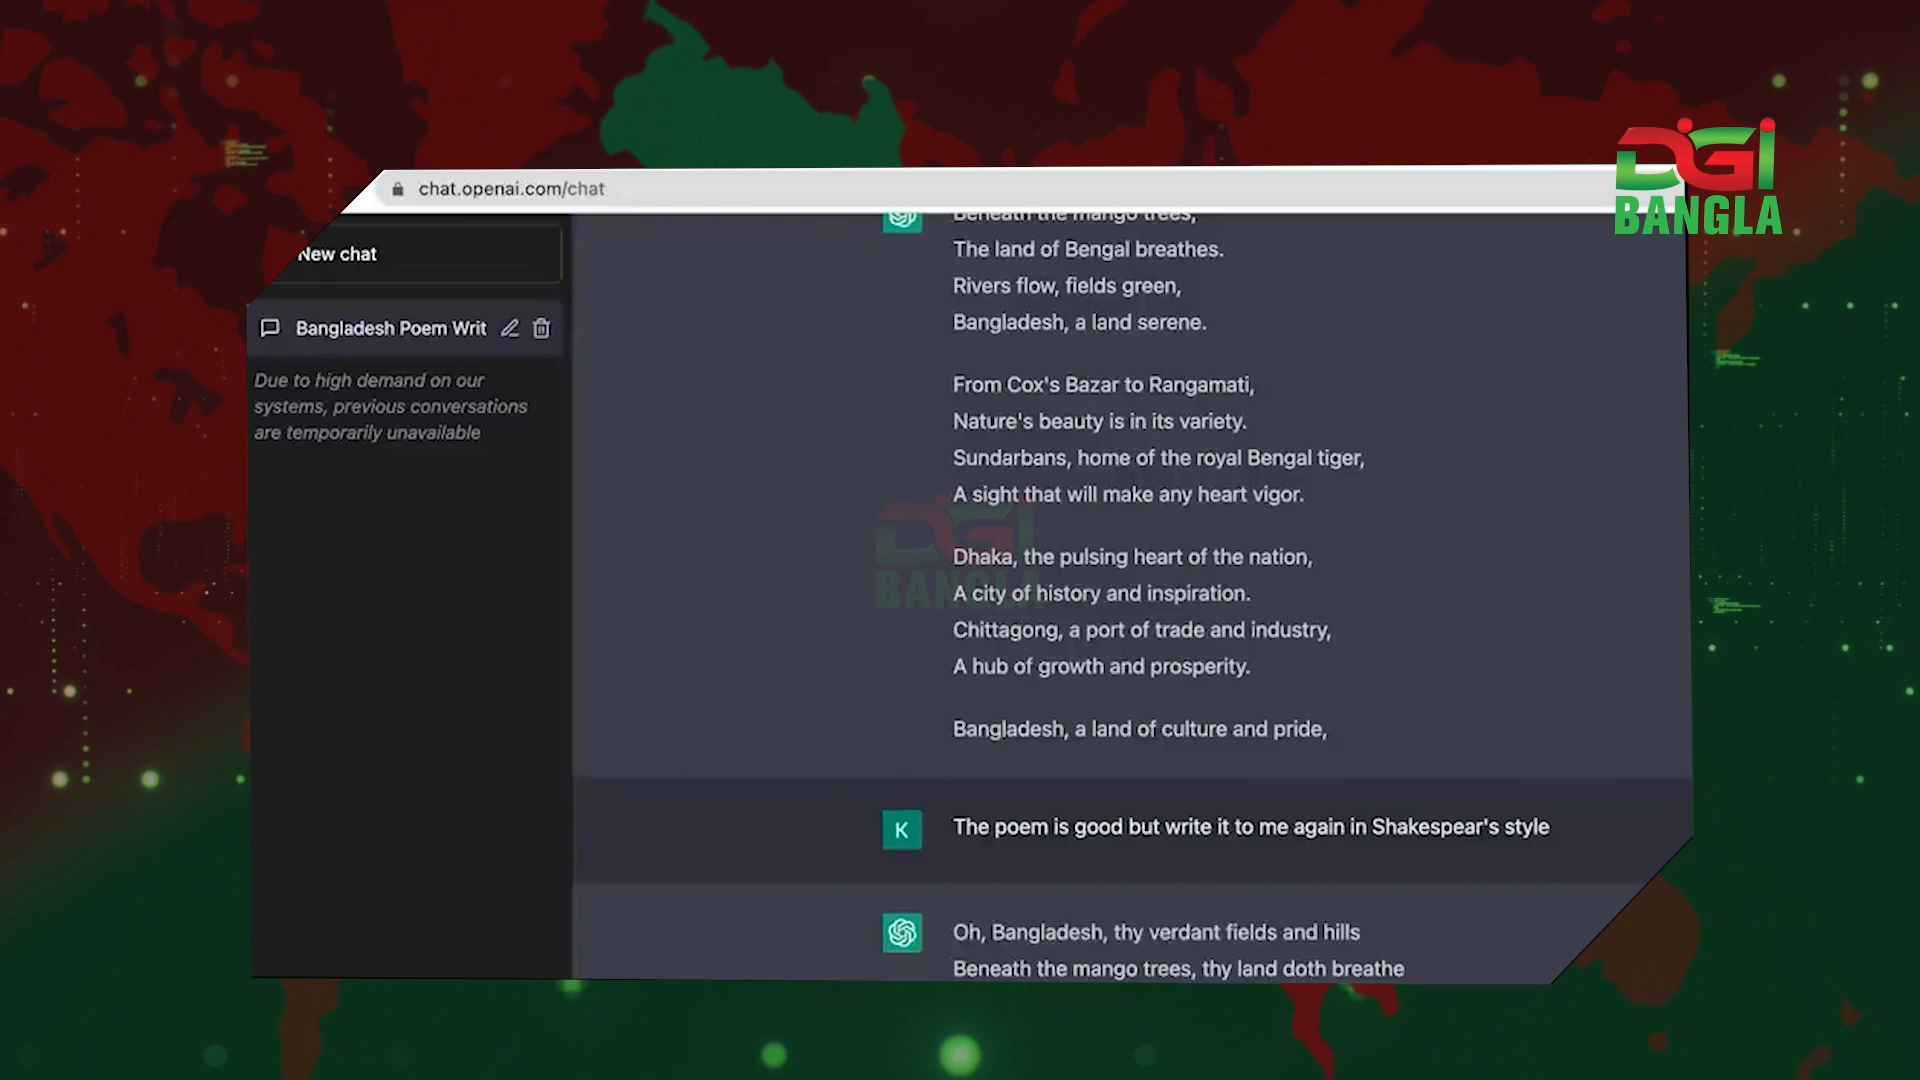 DGI
BANGLA
chat.openai.com/chat
New chat
Bangladesh Poem Writ
Due to high demand on our
systems, previous conversations
are temporarily unavailable
Beneath the mango trees,
The land of Bengal breathes.
Rivers flow, fields green,
Bangladesh, a land serene.
From Cox's Bazar to Rangamati,
Nature's beauty is in its variety.
Sundarbans, home of the royal Bengal tiger,
A sight that will make any heart vigor.
Dhaka, the pulsing heart of the nation,
A city of history and inspiration.
Chittagong, a port of trade and industry,
A hub of growth and prosperity.
Bangladesh, a land of culture and pride,
K
The poem is good but write it to me again in Shakespear's style
Oh, Bangladesh, thy verdant fields and hills
Beneath the mango trees, thy land doth breathe
DGI
BANGLA